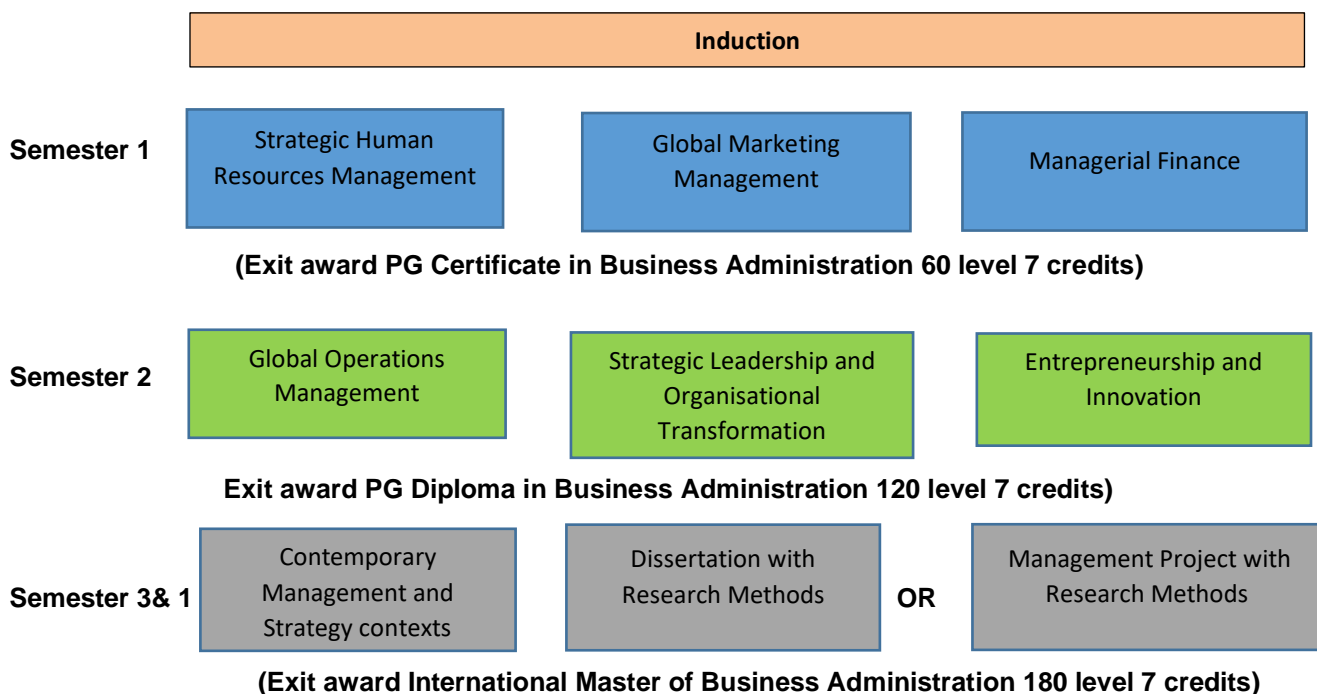 Induction
Semester 1
Strategic Human
Resources Management
Global Marketing
Management
Managerial Finance
(Exit award PG Certificate in Business Administration 60 level 7 credits)
Semester 2
Global Operations
Management
Strategic Leadership and
Organisational
Transformation
Entrepreneurship and
Innovation
Exit award PG Diploma in Business Administration 120 level 7 credits)
Semester 3& 1
Contemporary
Management and
Strategy contexts
Dissertation with
Research Methods
OR
Management Project with
Research Methods
(Exit award International Master of Business Administration 180 level 7 credits)